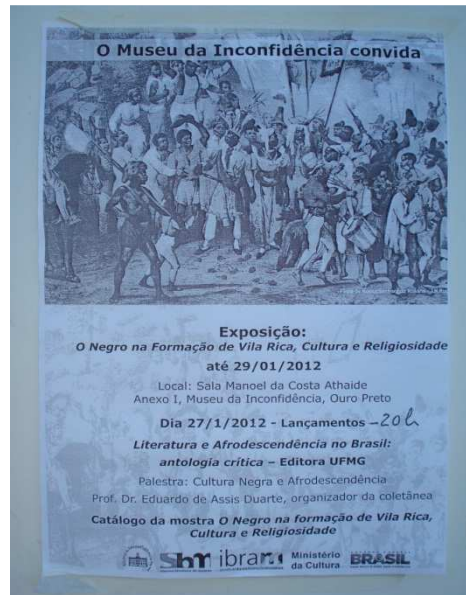 O Museu da Inconfidência convida
Exposição:
O Negro na Formação de Vila Rica, Cultura e Religiosidade
até 29/01/2012
Local: Sala Manoel da Costa Athaide
Anexo I, Museu da Inconfidência, Ouro Preto
Dia 27/1/2012 - Lançamentos - 20h
Literatura e Afrodescendência no Brasil:
antologia crítica – Editora UFMG
Palestra: Cultura Negra e Afrodescendência
Prof. Dr. Eduardo de Assis Duarte, organizador da coletânea
Catálogo da mostra O Negro na formação de Vila Rica,
Cultura e Religiosidade
ibram Ministério
da Cultura BRASIL